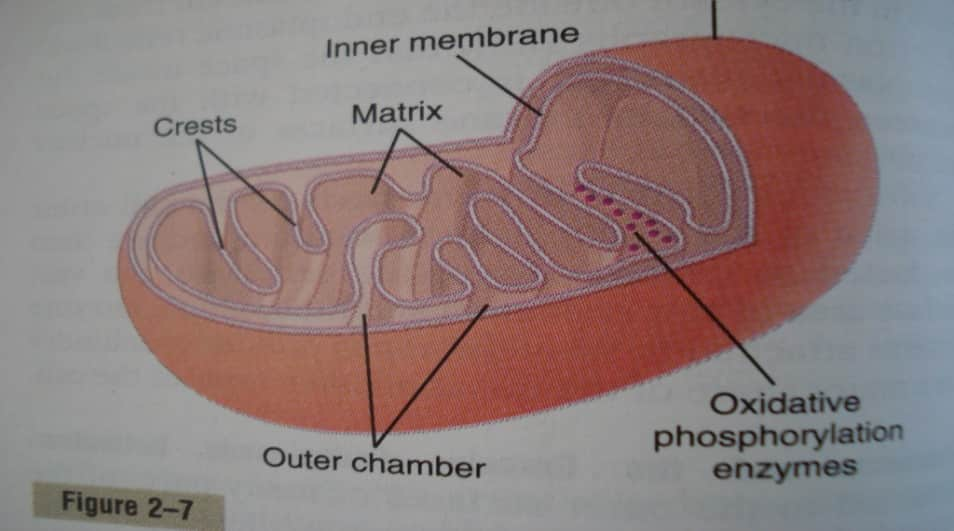 Inner membrane
Matrix
Crests
Outer chamber
Oxidative
phosphorylation
enzymes
Figure 2–7